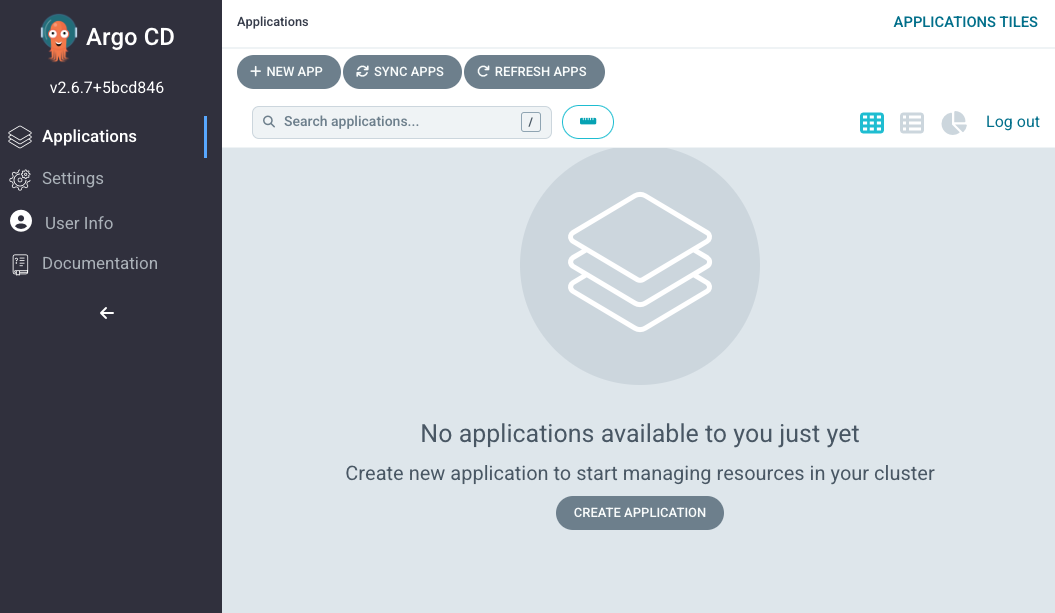 Argo CD
v2.6.7+5bcd846
Applications
Settings
User Info
Documentation
Applications
APPLICATIONS TILES
NEW APP
SYNC APPS
REFRESH APPS
Search applications...
/
Log out
No applications available to you just yet
Create new application to start managing resources in your cluster
CREATE APPLICATION